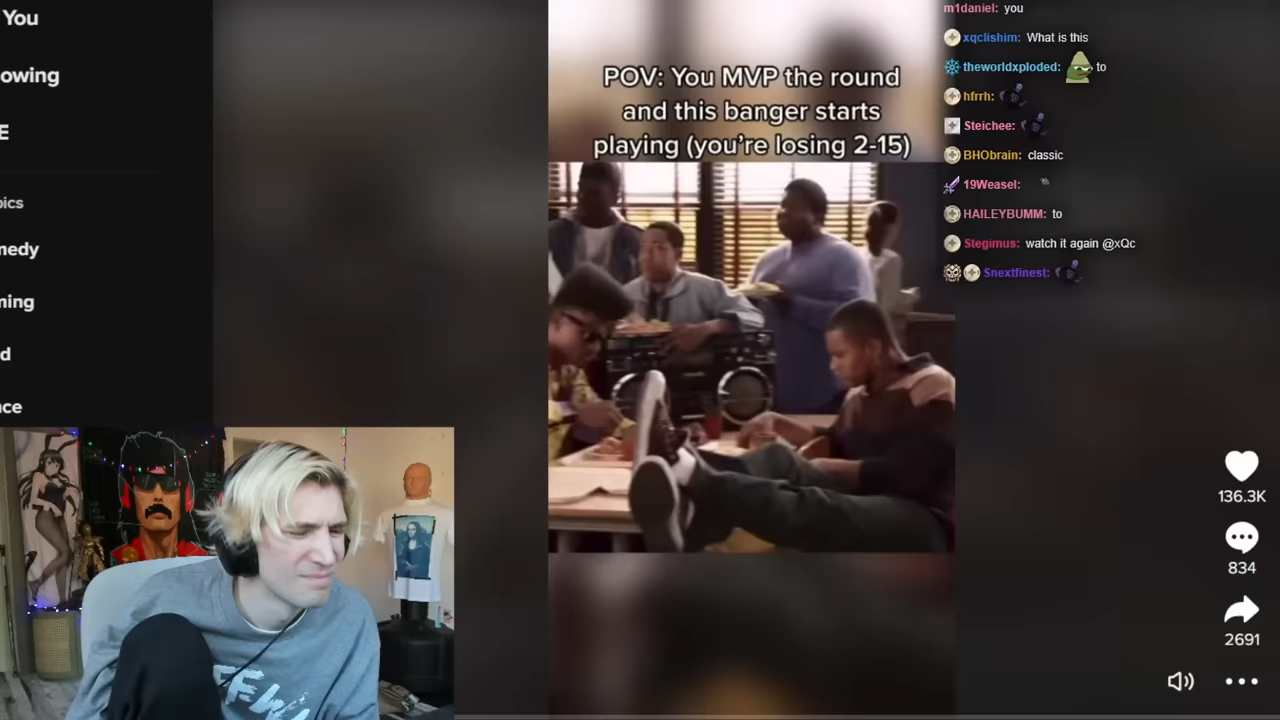 You
owing
E
pics
nedy
ning
d
nce
POV: You MVP the round
and this banger starts
playing (you're losing 2-15)
m1daniel: you
xqclishim: What is this
theworldxploded: to
hfrrh:
Steichee:
BHObrain: classic
19Weasel:
HAILEYBUMM: to
Stegimus: watch it again @xQc
Snextfinest:
136.3K
834
2691